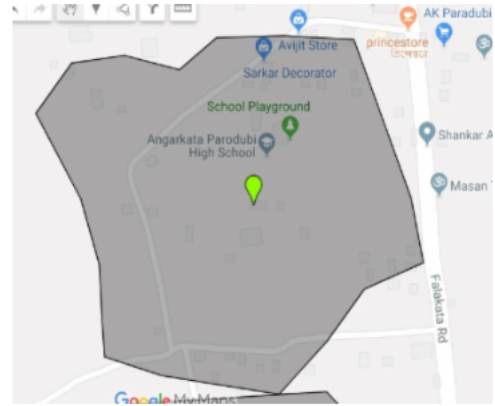 AK Paradubi
princestore
Avijit Store
Sarkar Decorator
School Playground
Angarkata Parodubi
High School
Shankar A
Masan
Falakata Rd
Google My Maps